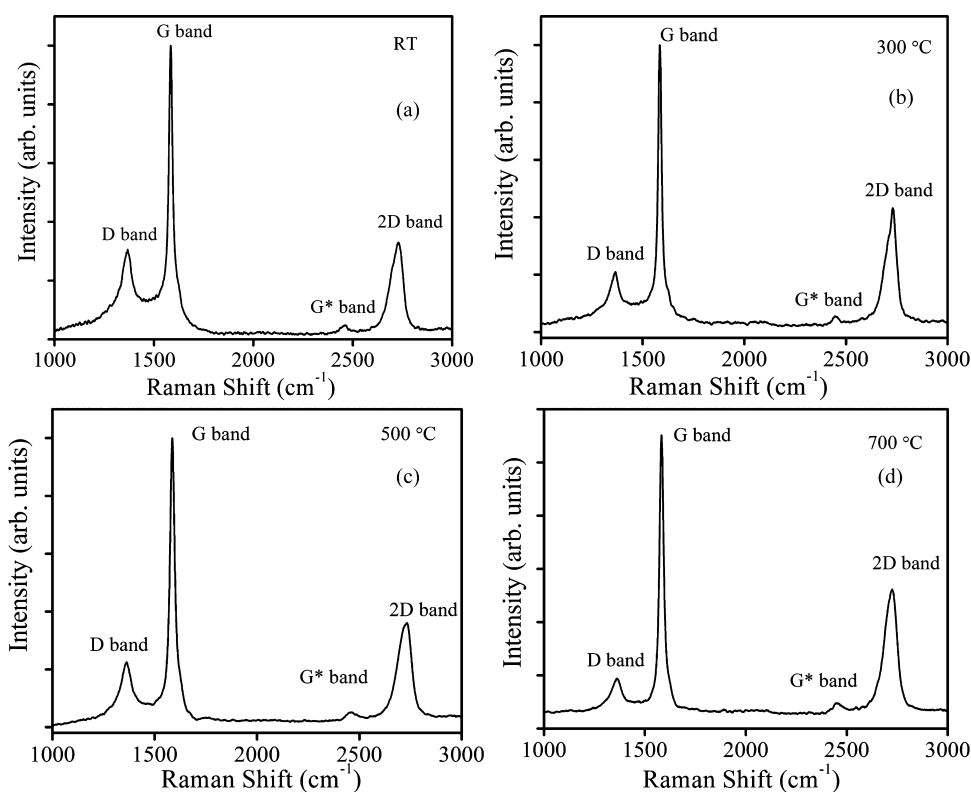 G band
RT
(a)
2D band
D band
G* band
Intensity (arb. units)
1000 1500 2000 2500 3000
Raman Shift (cm⁻¹)
G band
300 °C
(b)
2D band
D band
G* band
Intensity (arb. units)
1000 1500 2000 2500 3000
Raman Shift (cm⁻¹)
G band
500 °C
(c)
2D band
D band
G* band
Intensity (arb. units)
1000 1500 2000 2500 3000
Raman Shift (cm⁻¹)
G band
700 °C
(d)
2D band
D band
G* band
Intensity (arb. units)
1000 1500 2000 2500 3000
Raman Shift (cm⁻¹)